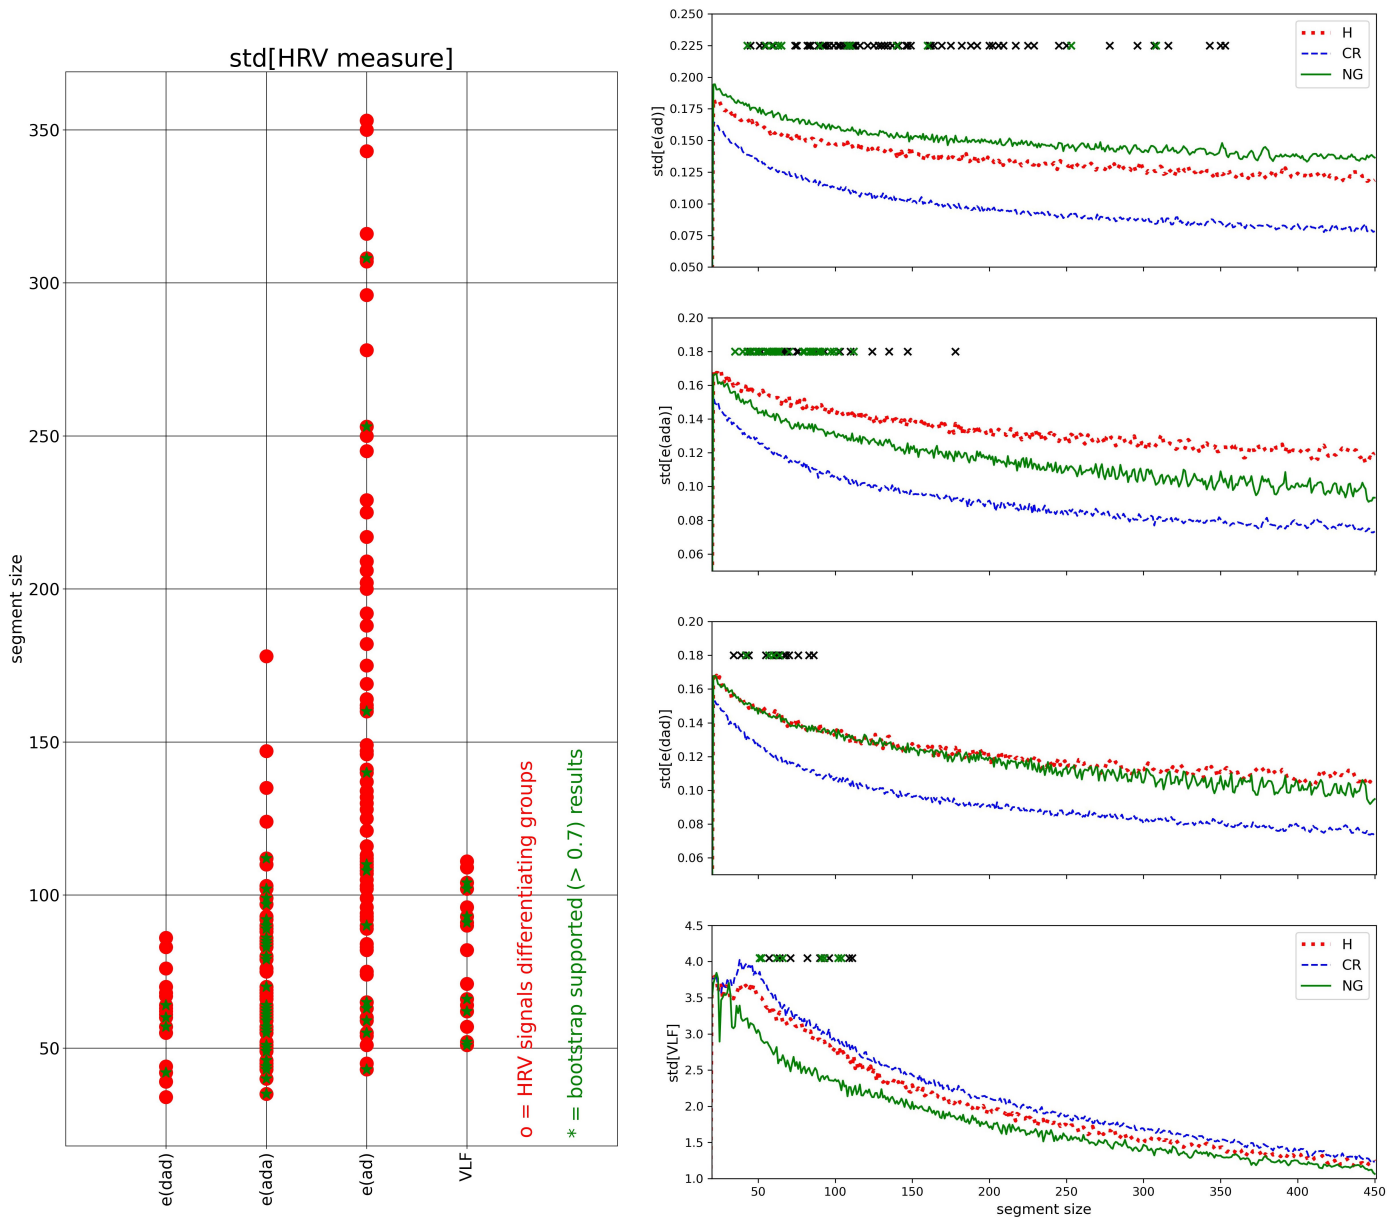 std[HRV measure]
segment size
350
300
250
200
150
100
50
e(dad)
e(ada)
e(ad)
VLF
o = HRV signals differentiating groups
* = bootstrap supported (> 0.7) results
std[e(ad)]
0.250
0.225
0.200
0.175
0.150
0.125
0.100
0.075
0.050
H
CR
NG
std[e(ada)]
0.20
0.18
0.16
0.14
0.12
0.10
0.08
0.06
std[e(dad)]
0.20
0.18
0.16
0.14
0.12
0.10
0.08
0.06
std[VLF]
4.5
4.0
3.5
3.0
2.5
2.0
1.5
1.0
H
CR
NG
50 100 150 200 250 300 350 400 450
segment size